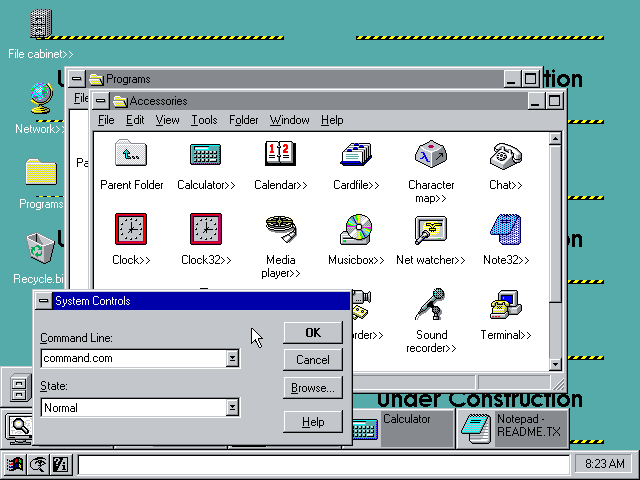 File cabinet>>
Network>>
Programs
Recycle.bi
Under Construction
Programs
File
Accessories
File Edit View Tools Folder Window Help
Parent Folder
Calculator>>
Calendar>>
Cardfile>>
Character
map>>
Chat>>
Clock>>
Clock32>>
Media
player>>
Musicbox>>
Net watcher>>
Note32>>
Sound
recorder>>
Terminal>>
System Controls
Command Line:
command.com
State:
Normal
OK
Cancel
Browse...
Help
Calculator
Notepad -
README.TX
8:23 AM